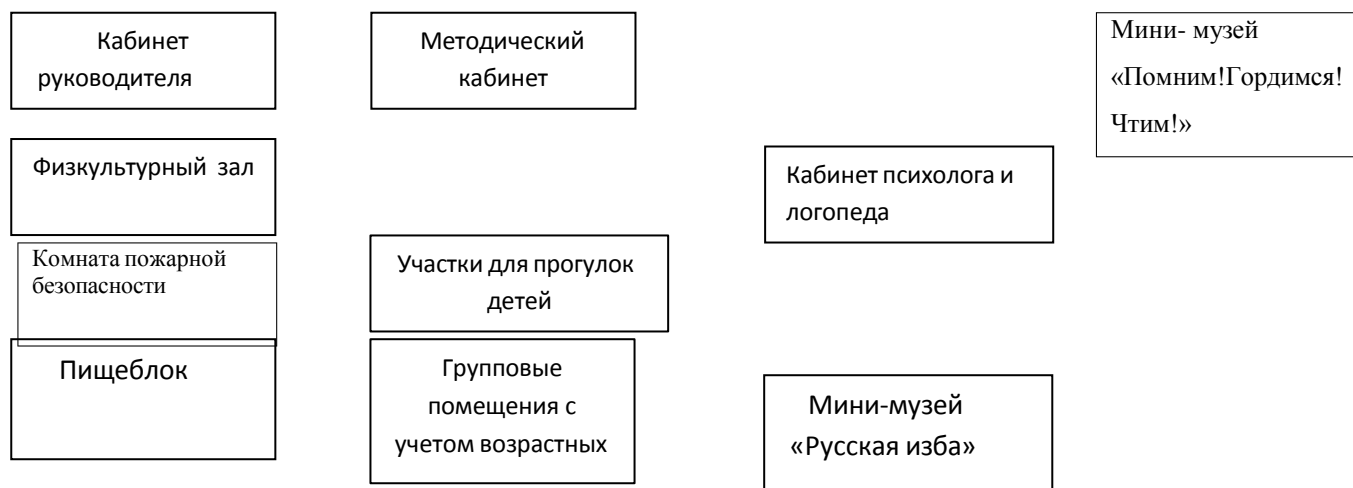 Кабинет
руководителя
Методический
кабинет
Мини- музей
«Помним!Гордимся!
Чтим!»
Физкультурный зал
Кабинет психолога и
логопеда
Комната пожарной
безопасности
Участки для прогулок
детей
Пищеблок
Групповые
помещения с
учетом возрастных
Мини-музей
«Русская изба»